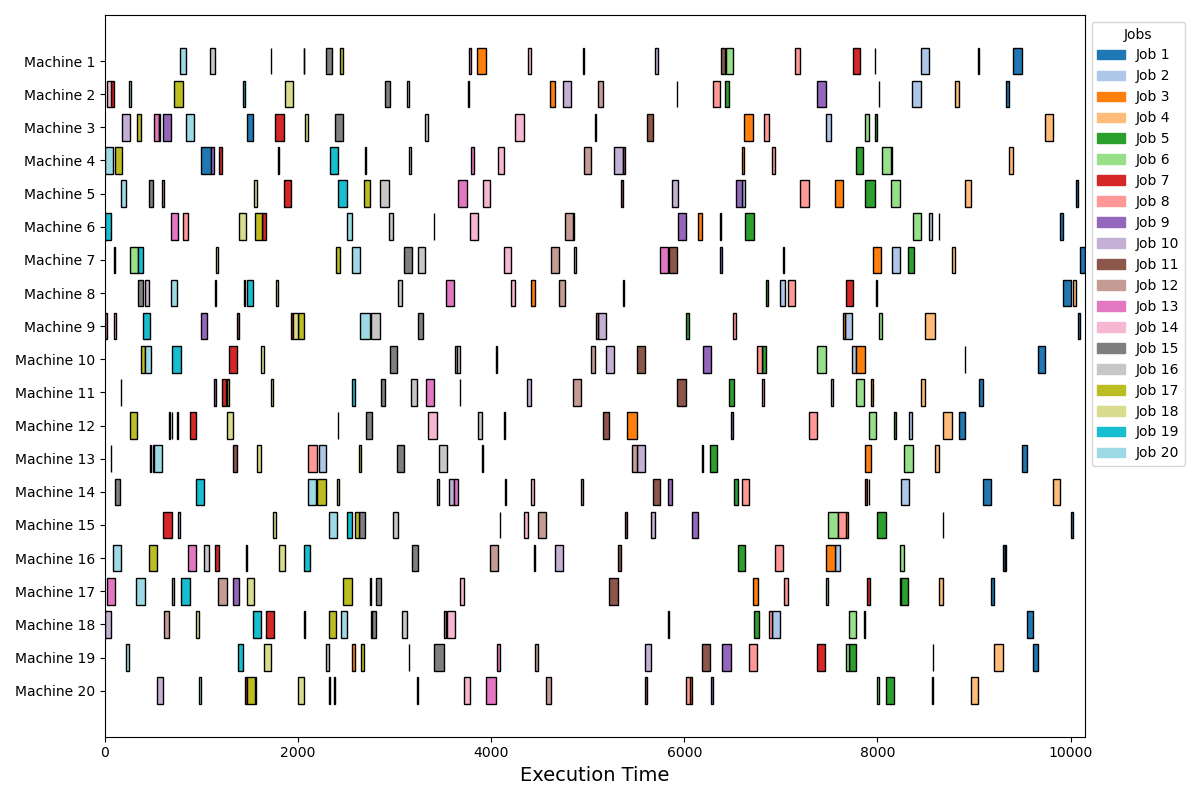 Machine 1
Machine 2
Machine 3
Machine 4
Machine 5
Machine 6
Machine 7
Machine 8
Machine 9
Machine 10
Machine 11
Machine 12
Machine 13
Machine 14
Machine 15
Machine 16
Machine 17
Machine 18
Machine 19
Machine 20
0 2000 4000 6000 8000 10000
Execution Time
Jobs
Job 1
Job 2
Job 3
Job 4
Job 5
Job 6
Job 7
Job 8
Job 9
Job 10
Job 11
Job 12
Job 13
Job 14
Job 15
Job 16
Job 17
Job 18
Job 19
Job 20